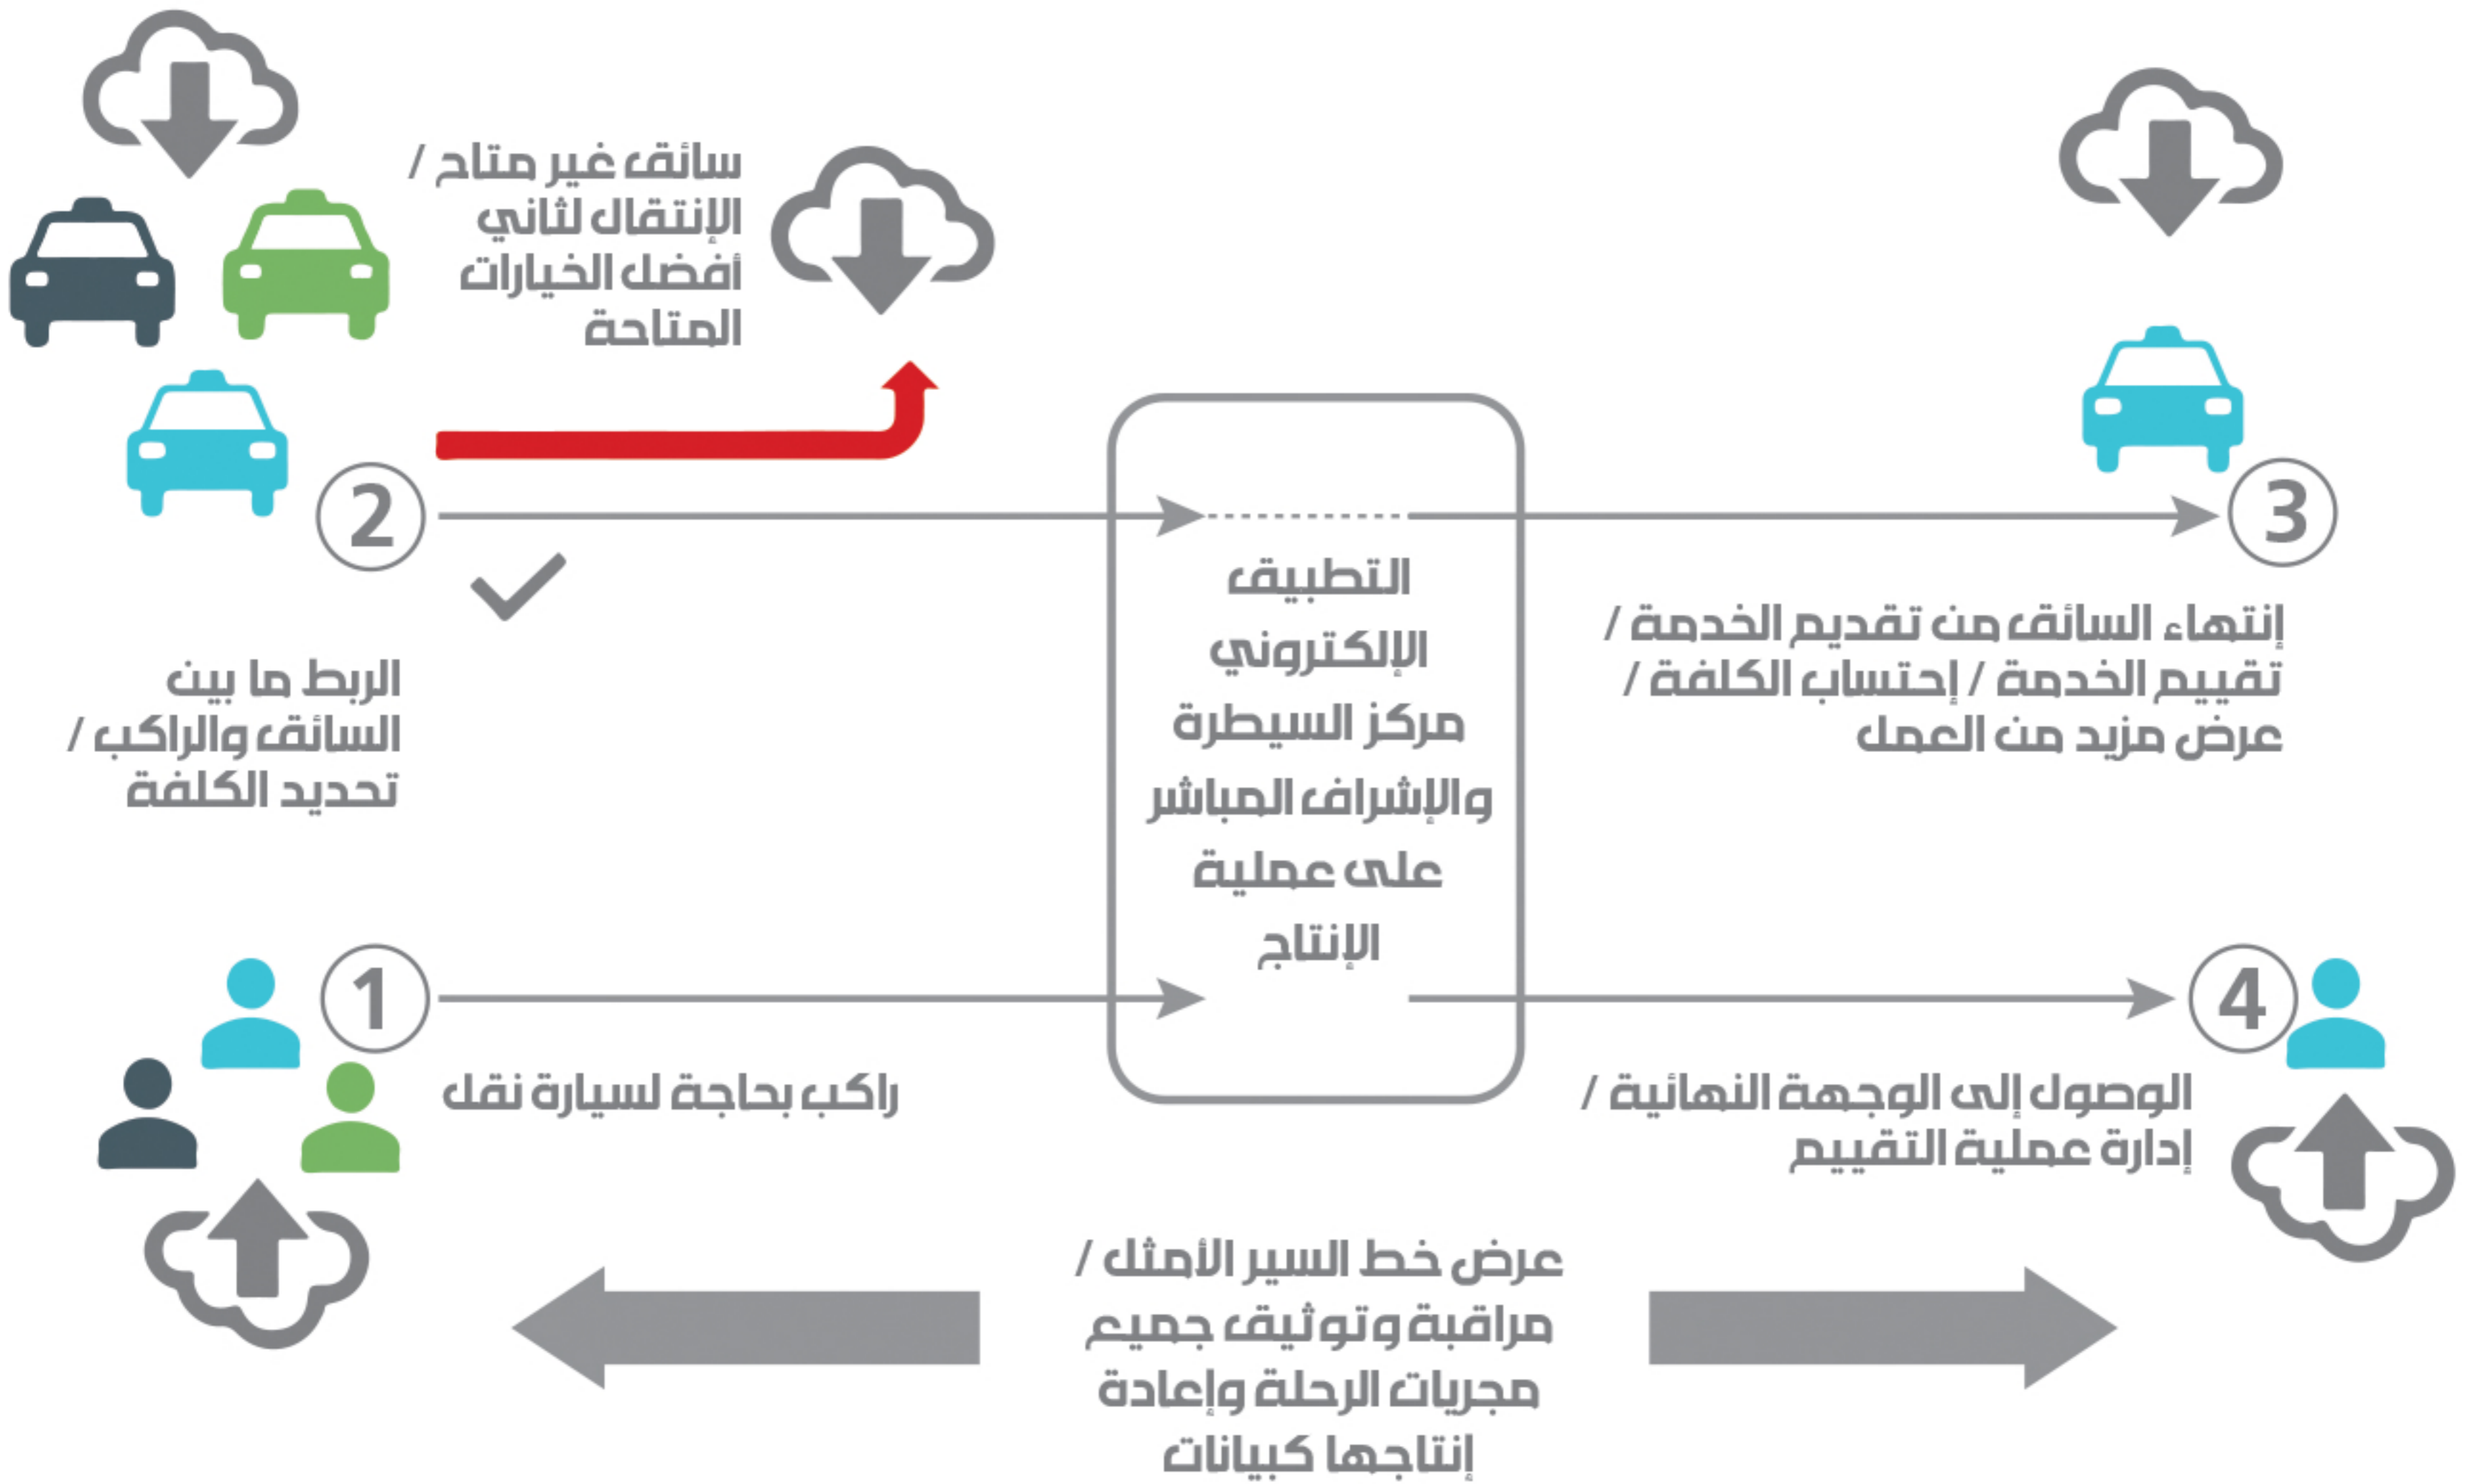 سائق غير متاح /
الإنتقال لثاني
أفضل الخيارات
المتاحة
2
3
التطبيق
الإلكتروني
مركز السيطرة
والإشراف المباشر
على عملية
الإنتاج
إنتهاء السائق من تقديم الخدمة /
تقييم الخدمة / إحتساب الكلفة /
عرض مزيد من العمل
الربط ما بين
السائق والراكب /
تحديد الكلفة
1
راكب بحاجة لسيارة نقل
4
الوصول إلى الوجهة النهائية /
إدارة عملية التقييم
عرض خط السير الأمثل /
مراقبة وتوثيق جميع
مجريات الرحلة وإعادة
إنتاجها كبيانات